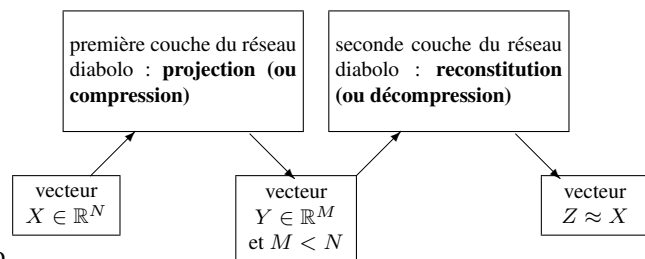 première couche du réseau
diabolo : projection (ou
compression)
seconde couche du réseau
diabolo : reconstitution
(ou décompression)
vecteur
X ∈ ℝ^N
vecteur
Y ∈ ℝ^M
et M < N
vecteur
Z ≈ X